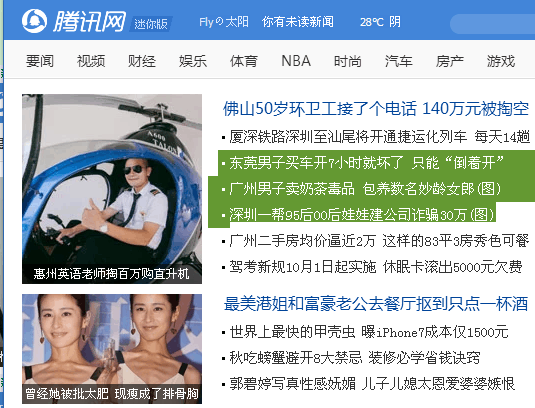 腾讯网 迷你版 Fly の太阳 你有未读新闻 28℃ 阴
要闻 视频 财经 娱乐 体育 NBA 时尚 汽车 房产 游戏
佛山50岁环卫工接了个电话 140万元被掏空
厦深铁路深圳至汕尾将开通捷运化列车 每天14趟
东莞男子买车开7小时就坏了 只能“倒着开”
广州男子卖奶茶毒品 包养数名妙龄女郎(图)
深圳一帮95后00后娃娃建公司诈骗30万(图)
广州二手房均价逼近2万 这样的83平3房秀色可餐
驾考新规10月1日起实施 休眠卡滚出5000元欠费
A600
TALON
惠州英语老师掏百万购直升机
最美港姐和富豪老公去餐厅抠到只点一杯酒
世界上最快的甲壳虫 曝iPhone7成本仅1500元
秋吃螃蟹避开8大禁忌 装修必学省钱诀窍
郭碧婷写真性感妩媚 儿子儿媳太恩爱婆婆嫉恨
曾经她被批太肥 现瘦成了排骨胸